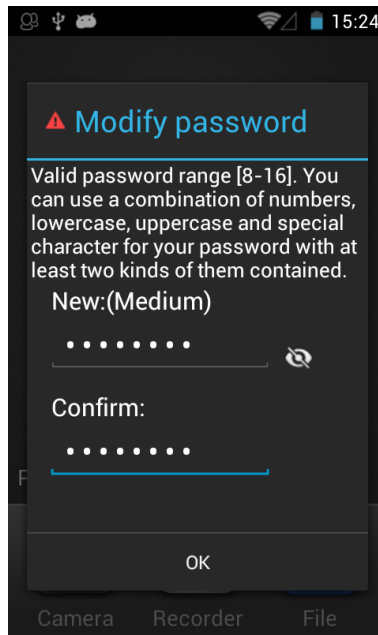 15:24
Modify password
Valid password range [8-16]. You
can use a combination of numbers,
lowercase, uppercase and special
character for your password with at
least two kinds of them contained.
New:(Medium)
Confirm:
OK
Camera Recorder File